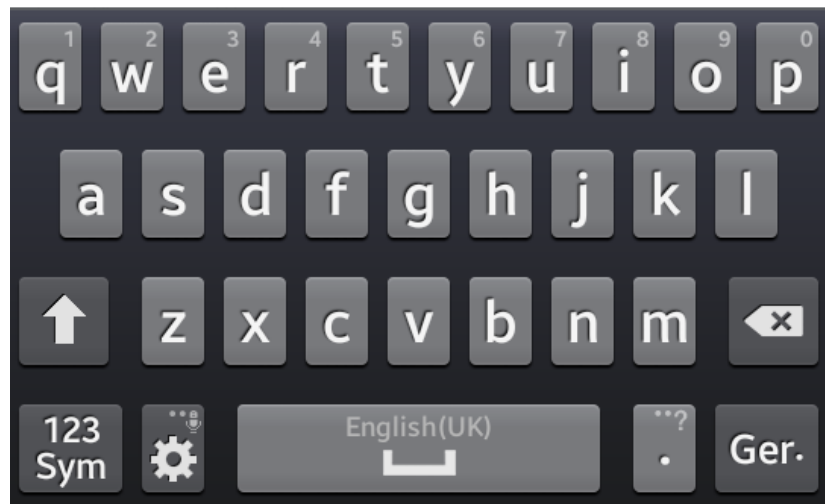 1 2 3 4 5 6 7 8 9 0
q w e r t y u i o p
a s d f g h j k l
z x c v b n m
123 English(UK) ..?
Sym . Ger.